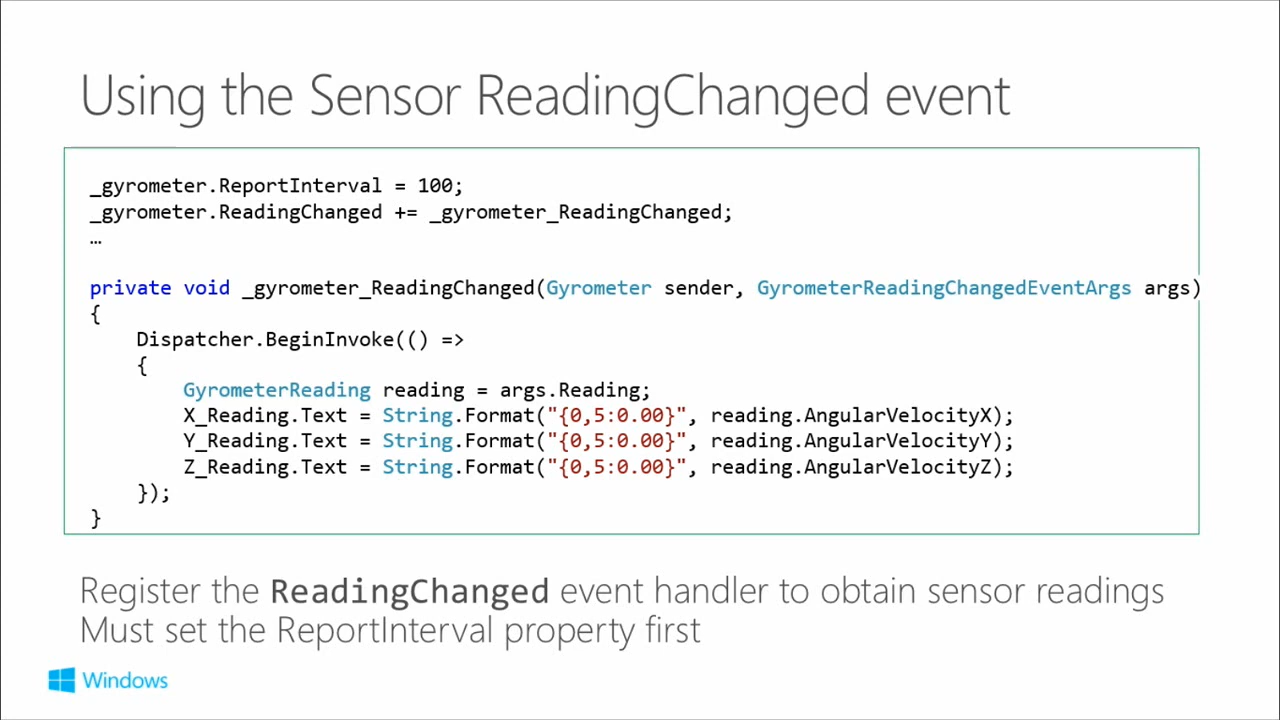 Using the Sensor ReadingChanged event
_gyrometer.ReportInterval = 100;
_gyrometer.ReadingChanged += _gyrometer_ReadingChanged;
…
private void _gyrometer_ReadingChanged(Gyrometer sender, GyrometerReadingChangedEventArgs args)
{
    Dispatcher.BeginInvoke(() =>
    {
        GyrometerReading reading = args.Reading;
        X_Reading.Text = String.Format("{0,5:0.00}", reading.AngularVelocityX);
        Y_Reading.Text = String.Format("{0,5:0.00}", reading.AngularVelocityY);
        Z_Reading.Text = String.Format("{0,5:0.00}", reading.AngularVelocityZ);
    });
}
Register the ReadingChanged event handler to obtain sensor readings
Must set the ReportInterval property first
Windows